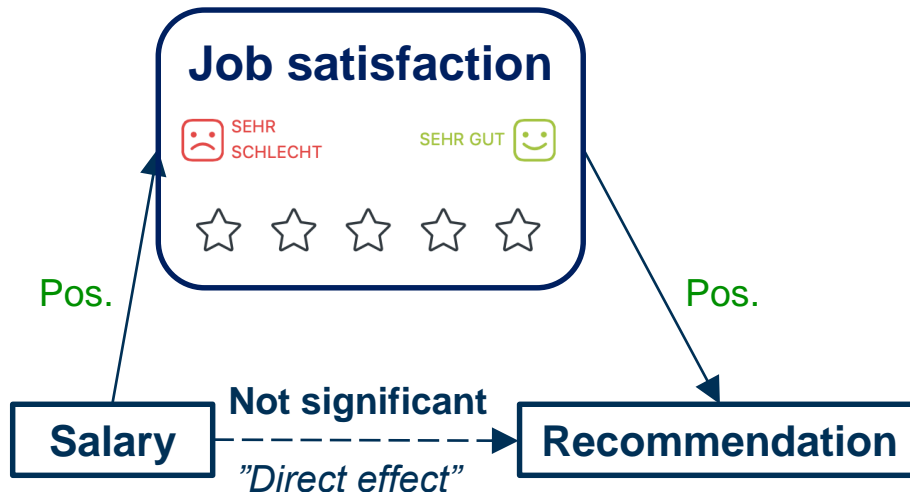 Job satisfaction
SEHR
SCHLECHT
SEHR GUT
Pos.
Pos.
Not significant
Salary
Recommendation
”Direct effect”